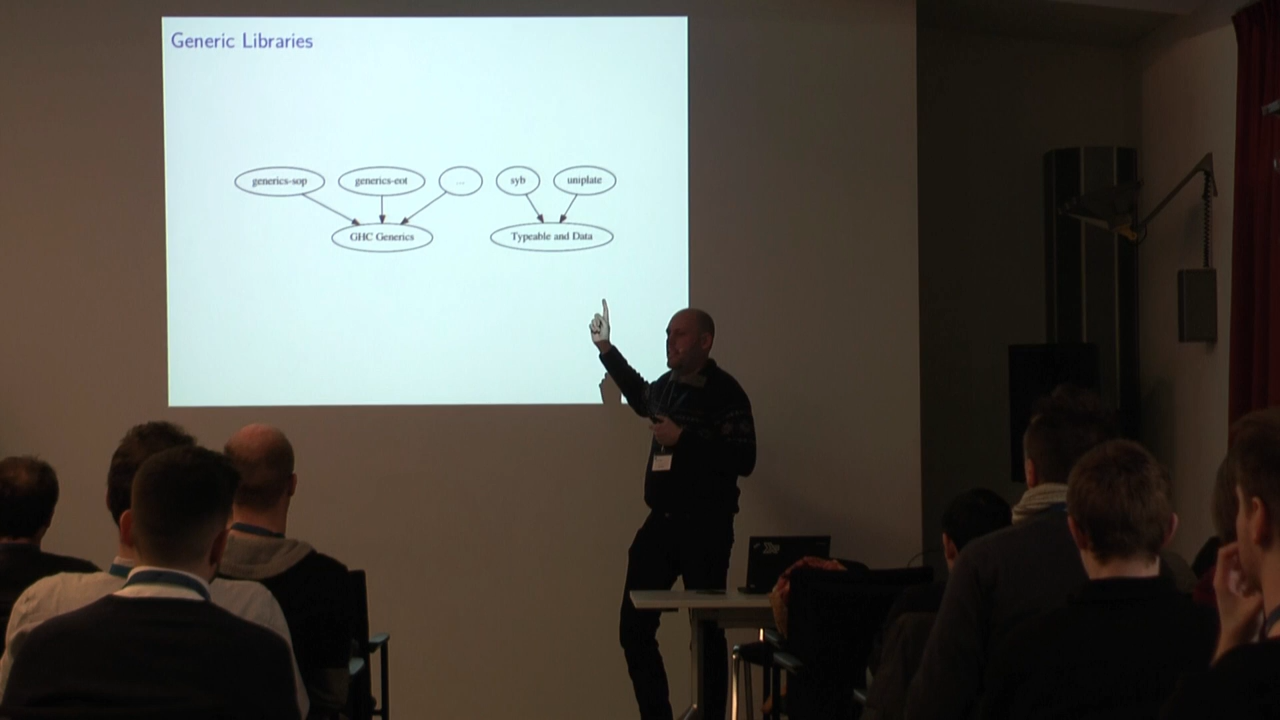 Generic Libraries
generics-sop generics-eot ... syb uniplate
GHC Generics Typeable and Data